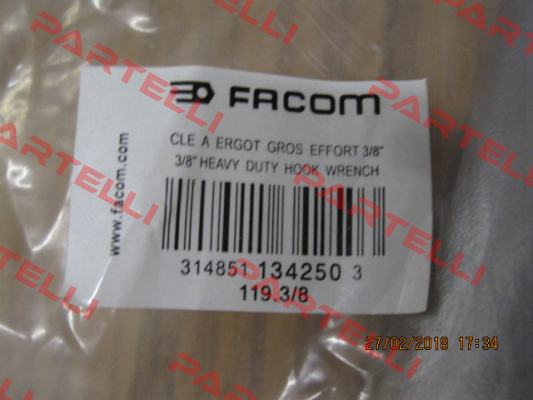 FACOM
CLE A ERGOT GROS EFFORT 3/8"
3/8" HEAVY DUTY HOOK WRENCH
www.facom.com
314851 134250 3
119.3/8
27/02/2018 17:34
PARTELLI
PARTELLI
PARTELLI
PARTELLI
PARTELLI